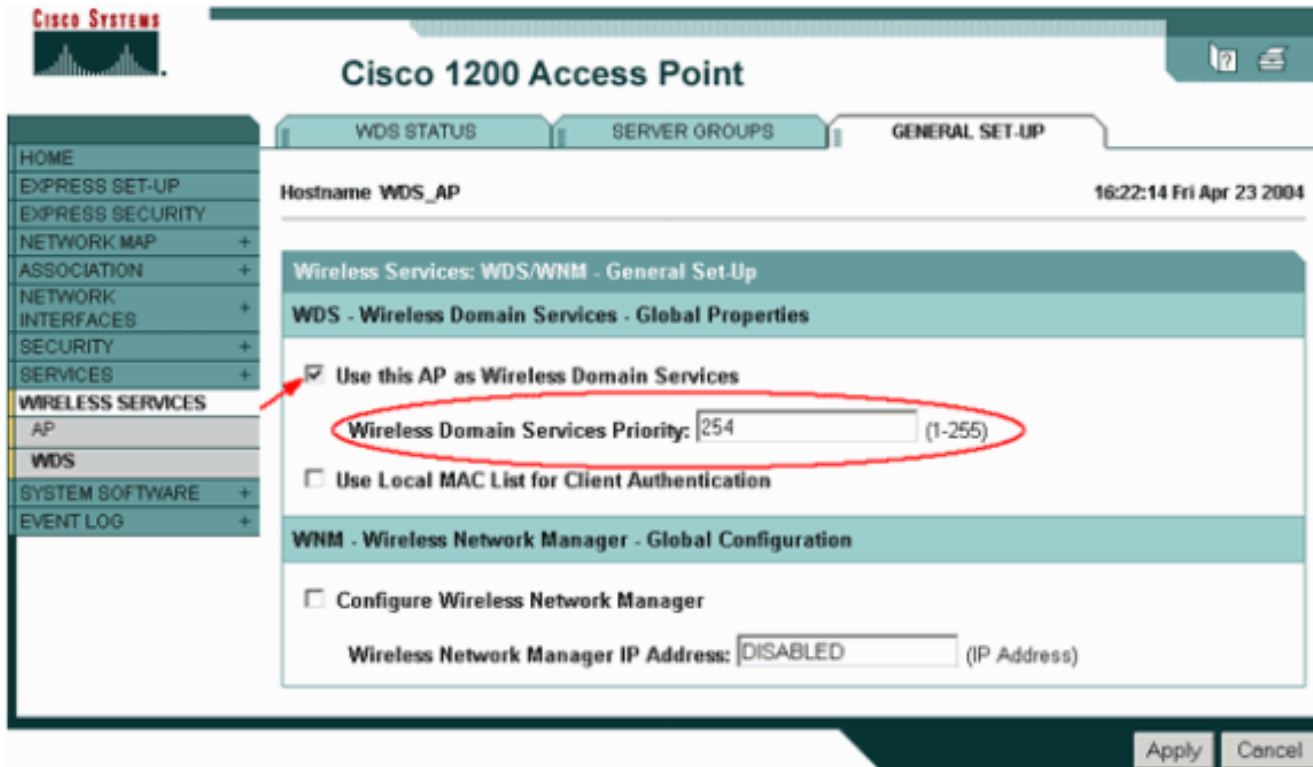 CISCO SYSTEMS
Cisco 1200 Access Point
WDS STATUS
SERVER GROUPS
GENERAL SET-UP
HOME
EXPRESS SET-UP
EXPRESS SECURITY
NETWORK MAP +
ASSOCIATION +
NETWORK
INTERFACES +
SECURITY +
SERVICES +
WIRELESS SERVICES
AP
WDS
SYSTEM SOFTWARE +
EVENT LOG +
Hostname WDS_AP
16:22:14 Fri Apr 23 2004
Wireless Services: WDS/WNM - General Set-Up
WDS - Wireless Domain Services - Global Properties
Use this AP as Wireless Domain Services
Wireless Domain Services Priority: 254 (1-255)
Use Local MAC List for Client Authentication
WNM - Wireless Network Manager - Global Configuration
Configure Wireless Network Manager
Wireless Network Manager IP Address: DISABLED (IP Address)
Apply
Cancel